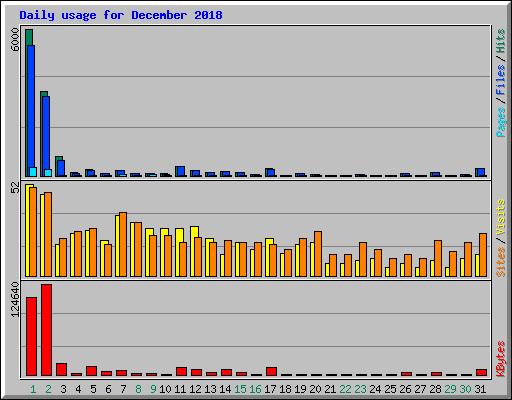 Daily usage for December 2018
6000
52
124640
Pages / Files / Hits
Sites / Visits
KBytes
1 2 3 4 5 6 7 8 9 10 11 12 13 14 15 16 17 18 19 20 21 22 23 24 25 26 27 28 29 30 31